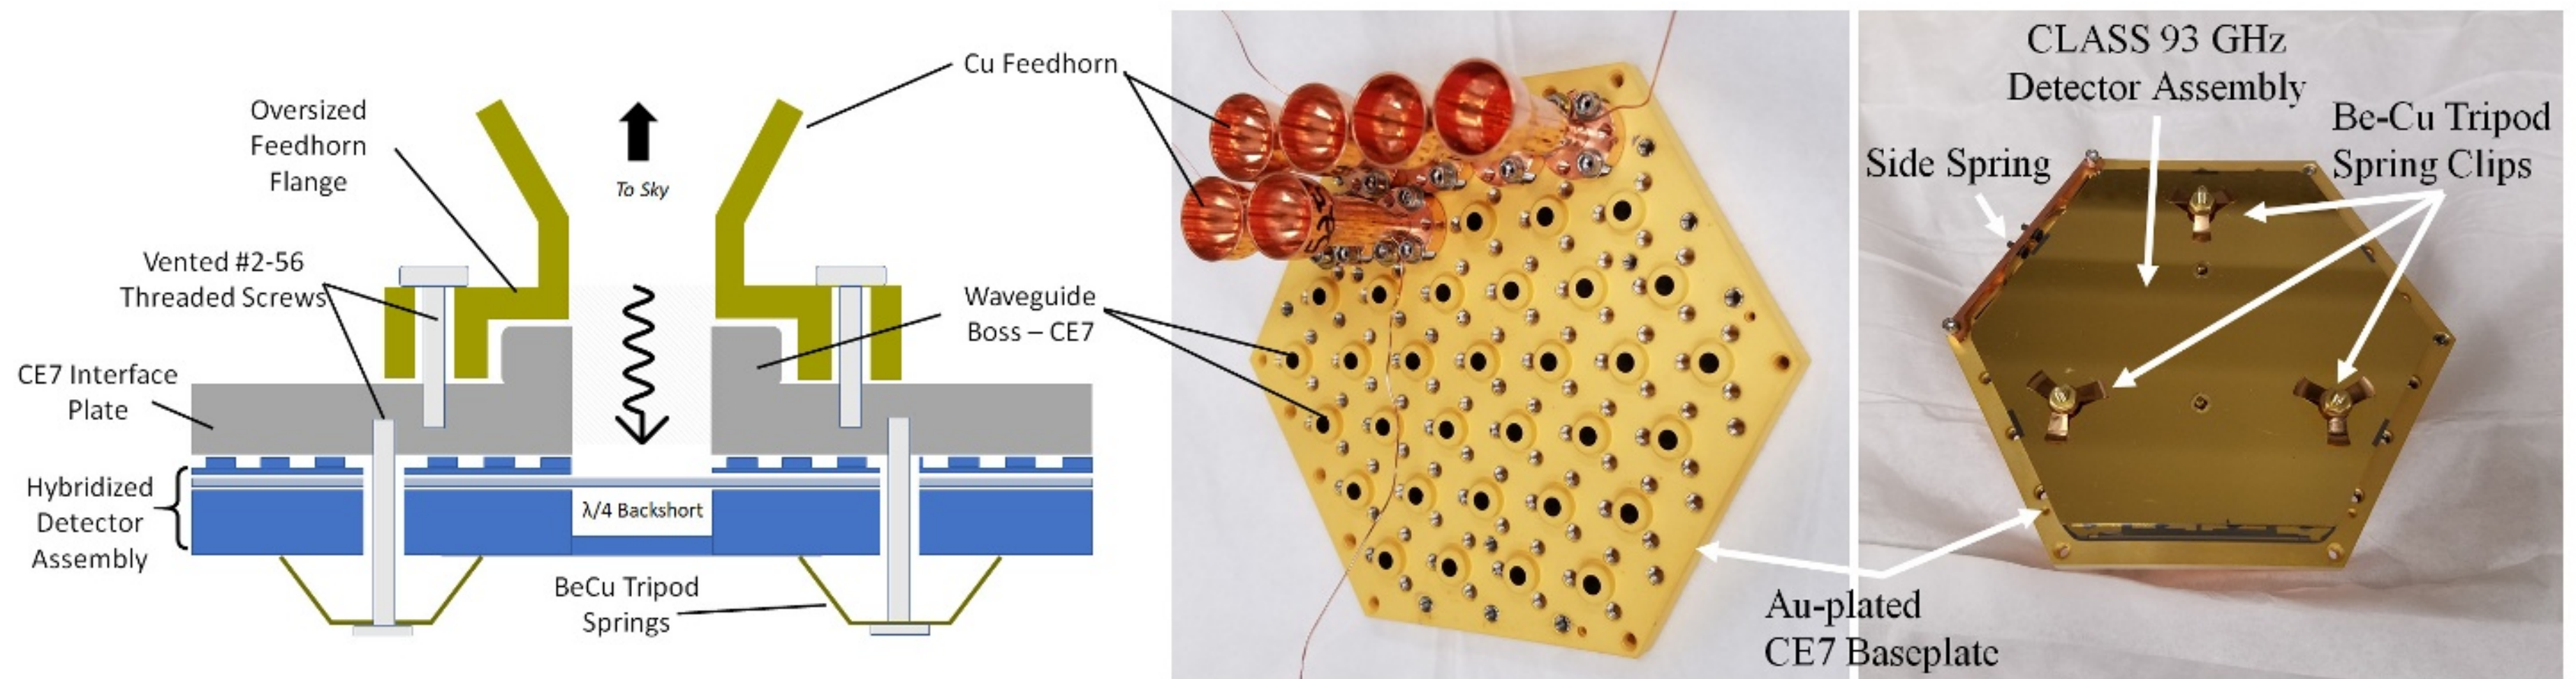 Oversized
Feedhorn
Flange
To Sky
Cu Feedhorn
Vented #2-56
Threaded Screws
Waveguide
Boss – CE7
CE7 Interface
Plate
Hybridized
Detector
Assembly
λ/4 Backshort
BeCu Tripod
Springs
CLASS 93 GHz
Detector Assembly
Be-Cu Tripod
Spring Clips
Side Spring
Au-plated
CE7 Baseplate